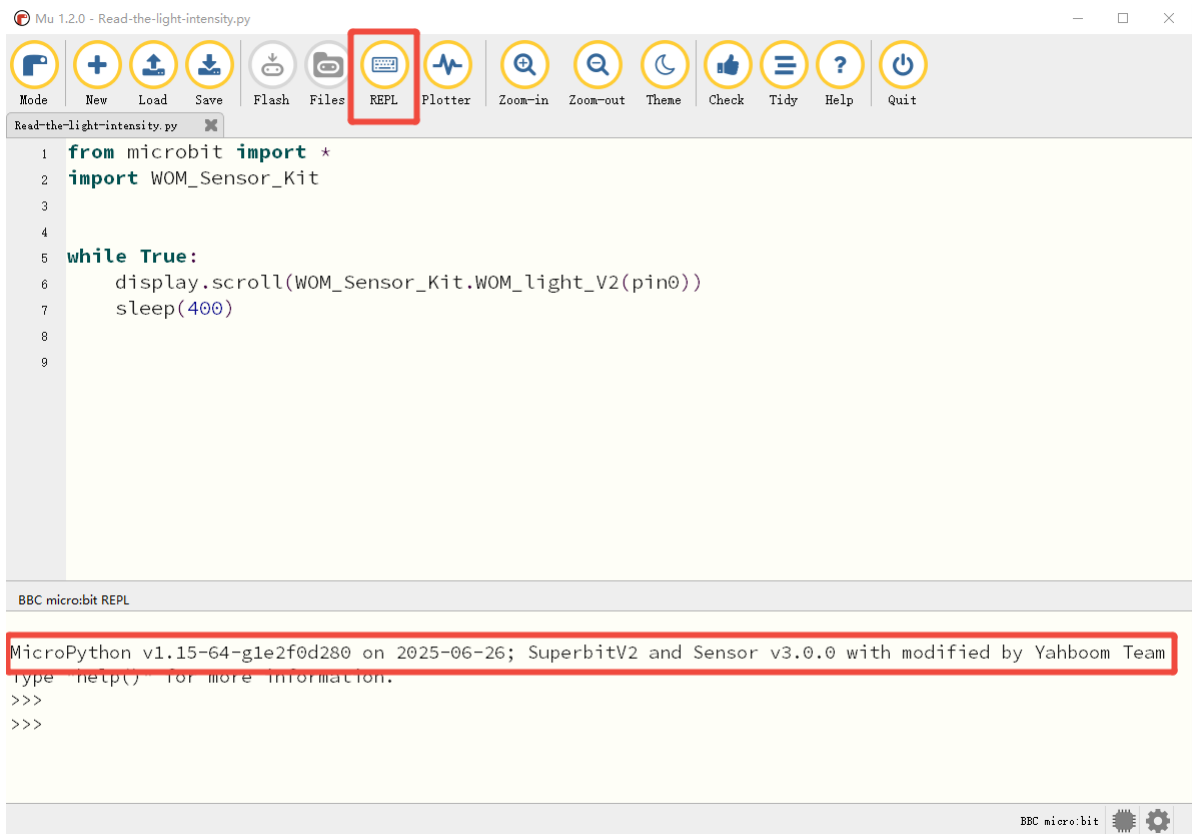 Mu 1.2.0 - Read-the-light-intensity.py
Mode New Load Save Flash Files REPL Plotter Zoom-in Zoom-out Theme Check Tidy Help Quit
Read-the-light-intensity.py
1 from microbit import *
2 import WOM_Sensor_Kit
3
4
5 while True:
6     display.scroll(WOM_Sensor_Kit.WOM_light_V2(pin0))
7     sleep(400)
8
9
BBC micro:bit REPL
MicroPython v1.15-64-g1e2f0d280 on 2025-06-26; SuperbitV2 and Sensor v3.0.0 with modified by Yahboom Team
Type "help()" for more information.
>>>
>>>
BBC micro:bit